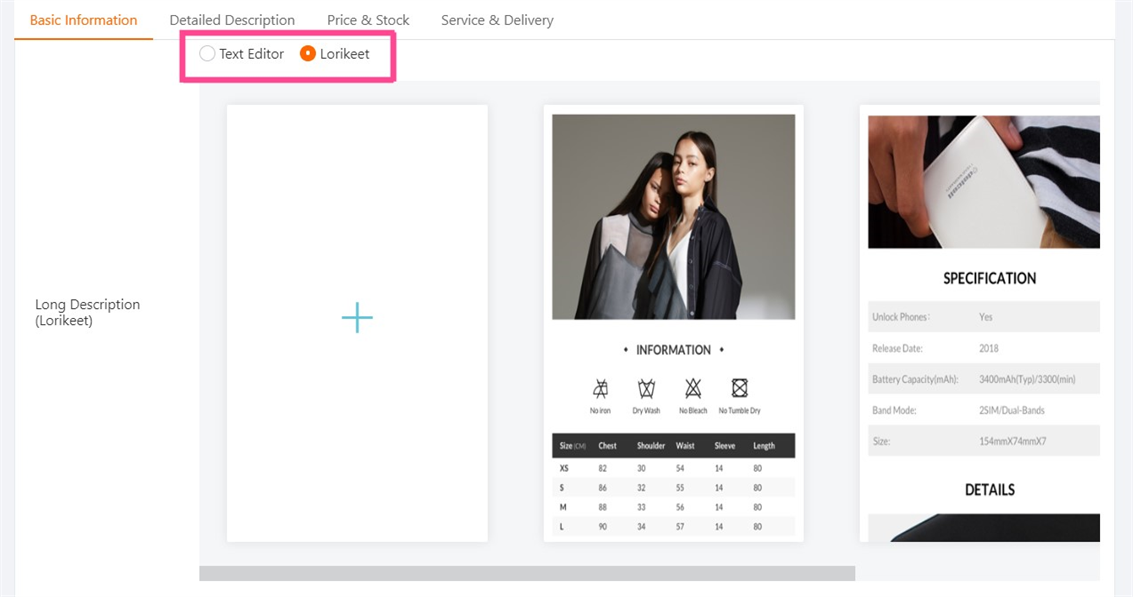 Basic Information Detailed Description Price & Stock Service & Delivery
Text Editor Lorikeet
Long Description
(Lorikeet)
• INFORMATION •
No iron Dry Wash No Bleach No Tumble Dry
Size (CM) Chest Shoulder Waist Sleeve Length
XS 82 30 54 14 80
S 86 32 55 14 80
M 88 33 56 14 80
L 90 34 57 14 80
SPECIFICATION
Unlock Phones: Yes
Release Date: 2018
Battery Capacity(mAh): 3400mAh(Typ)/3300(min)
Band Mode: 2SIM/Dual-Bands
Size: 154mmX74mmX7
DETAILS